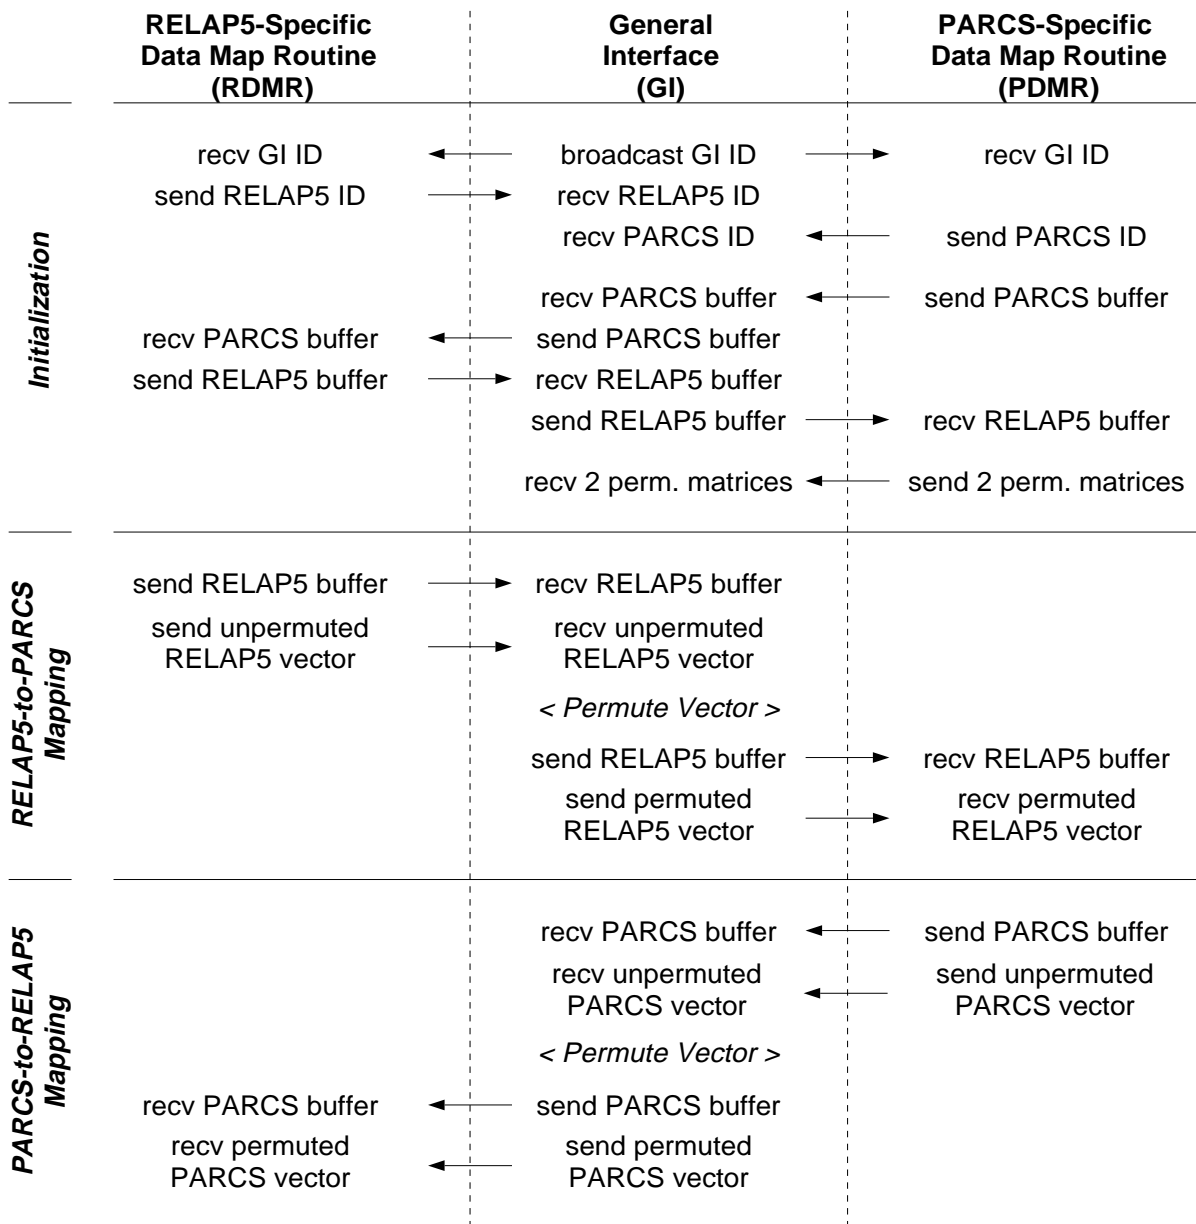 RELAP5-Specific
Data Map Routine
(RDMR)
General
Interface
(GI)
PARCS-Specific
Data Map Routine
(PDMR)
Initialization
recv GI ID
broadcast GI ID
recv GI ID
send RELAP5 ID
recv RELAP5 ID
recv PARCS ID
send PARCS ID
recv PARCS buffer
send PARCS buffer
recv PARCS buffer
send PARCS buffer
send RELAP5 buffer
recv RELAP5 buffer
send RELAP5 buffer
recv RELAP5 buffer
recv 2 perm. matrices
send 2 perm. matrices
RELAP5-to-PARCS
Mapping
send RELAP5 buffer
recv RELAP5 buffer
send unpermuted
RELAP5 vector
recv unpermuted
RELAP5 vector
< Permute Vector >
send RELAP5 buffer
recv RELAP5 buffer
send permuted
RELAP5 vector
recv permuted
RELAP5 vector
PARCS-to-RELAP5
Mapping
recv PARCS buffer
send PARCS buffer
recv unpermuted
PARCS vector
send unpermuted
PARCS vector
< Permute Vector >
recv PARCS buffer
send PARCS buffer
recv permuted
PARCS vector
send permuted
PARCS vector